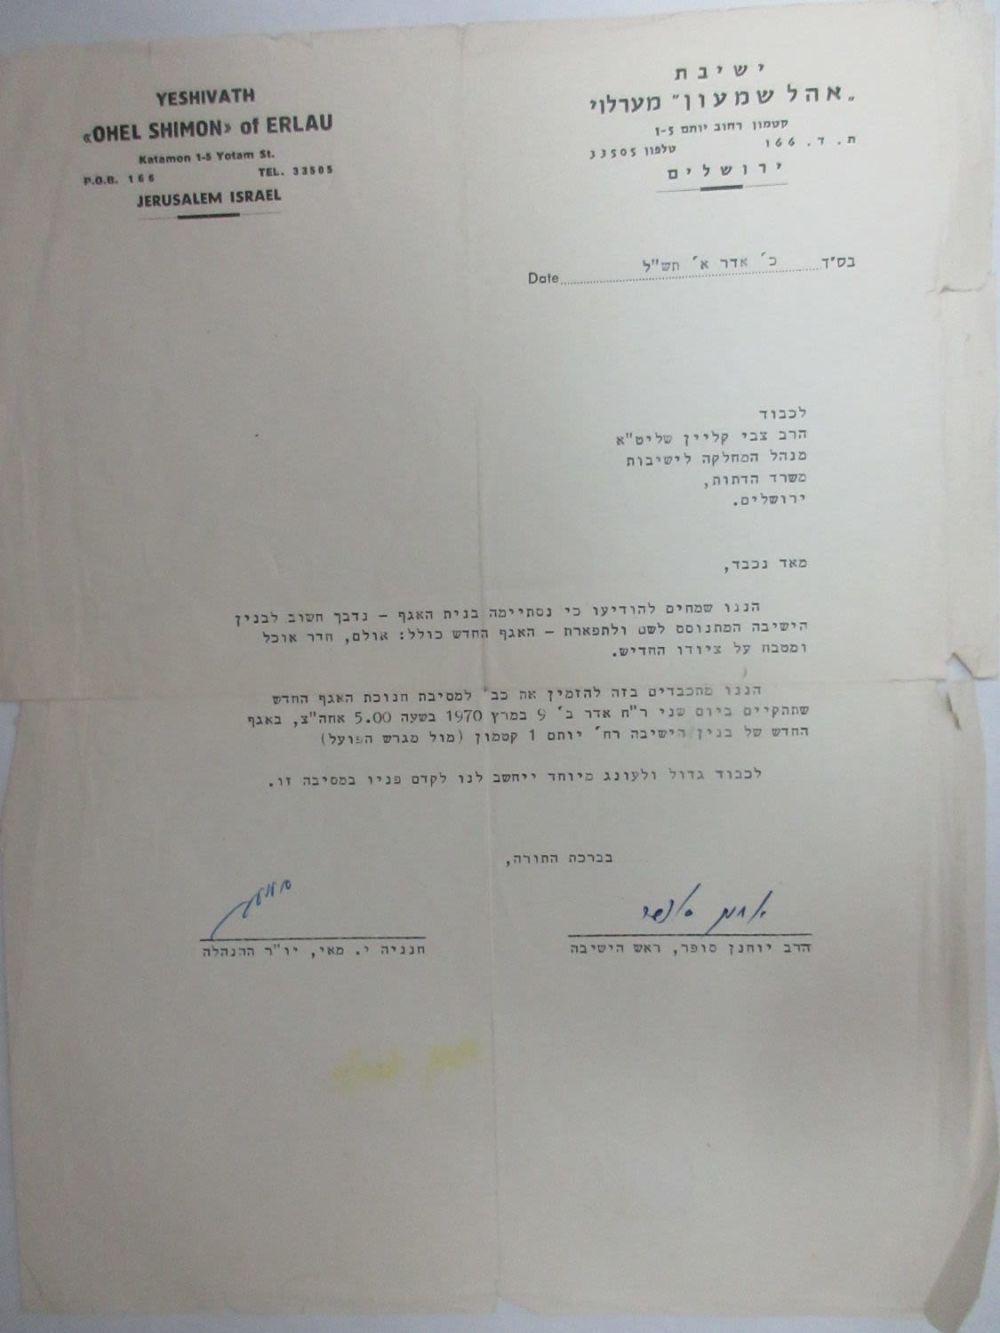 ישיבת
„אהל שמעון" מערלוי
קטמון רחוב יותם 1-5
ת. ד. 166 טלפון 33505
ירושלים
YESHIVATH
«OHEL SHIMON» of ERLAU
Katamon 1-5 Yotam St.
P.O.B. 166 TEL. 33505
JERUSALEM ISRAEL
בס"ד כ' אדר א' תש"ל Date
לכבוד
הרב צבי קליין שליט"א
מנהל המחלקה לישיבות
משרד הדתות,
ירושלים.
מאד נכבד,
הננו שמחים להודיעו כי נסתיימה בנית האגף - נדבך חשוב לבנין
הישיבה המתנוסס לשם ולתפארת - האגף החדש כולל: אולם, חדר אוכל
ומטבח על ציודו החדיש.
הננו מתכבדים בזה להזמין את כב' למסיבת חנוכת האגף החדש
שתתקיים ביום שני ר"ח אדר ב' 9 במרץ 1970 בשעה 5.00 אחה"צ, באגף
החדש של בנין הישיבה רח' יותם 1 קטמון (מול מגרש הפועל)
לכבוד גדול ולעונג מיוחד ייחשב לנו לקדם פניו במסיבה זו.
בברכת התורה,
הרב יוחנן סופר, ראש הישיבה
חנניה י. מאי, יו"ר ההנהלה